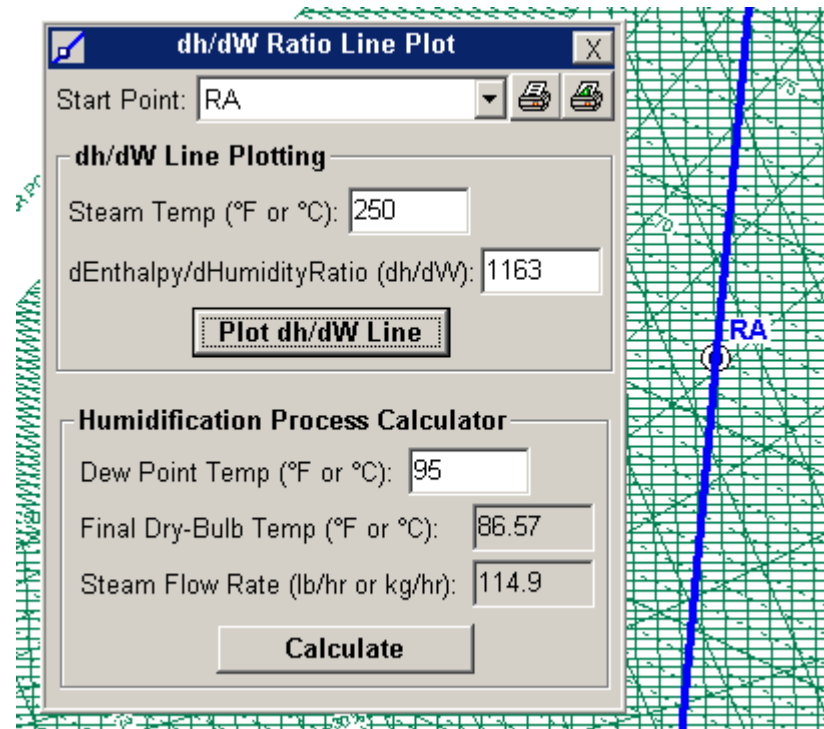 dh/dW Ratio Line Plot
X
Start Point: RA
dh/dW Line Plotting
Steam Temp (°F or °C): 250
dEnthalpy/dHumidityRatio (dh/dW): 1163
Plot dh/dW Line
Humidification Process Calculator
Dew Point Temp (°F or °C): 95
Final Dry-Bulb Temp (°F or °C): 86.57
Steam Flow Rate (lb/hr or kg/hr): 114.9
Calculate
75
70
RA